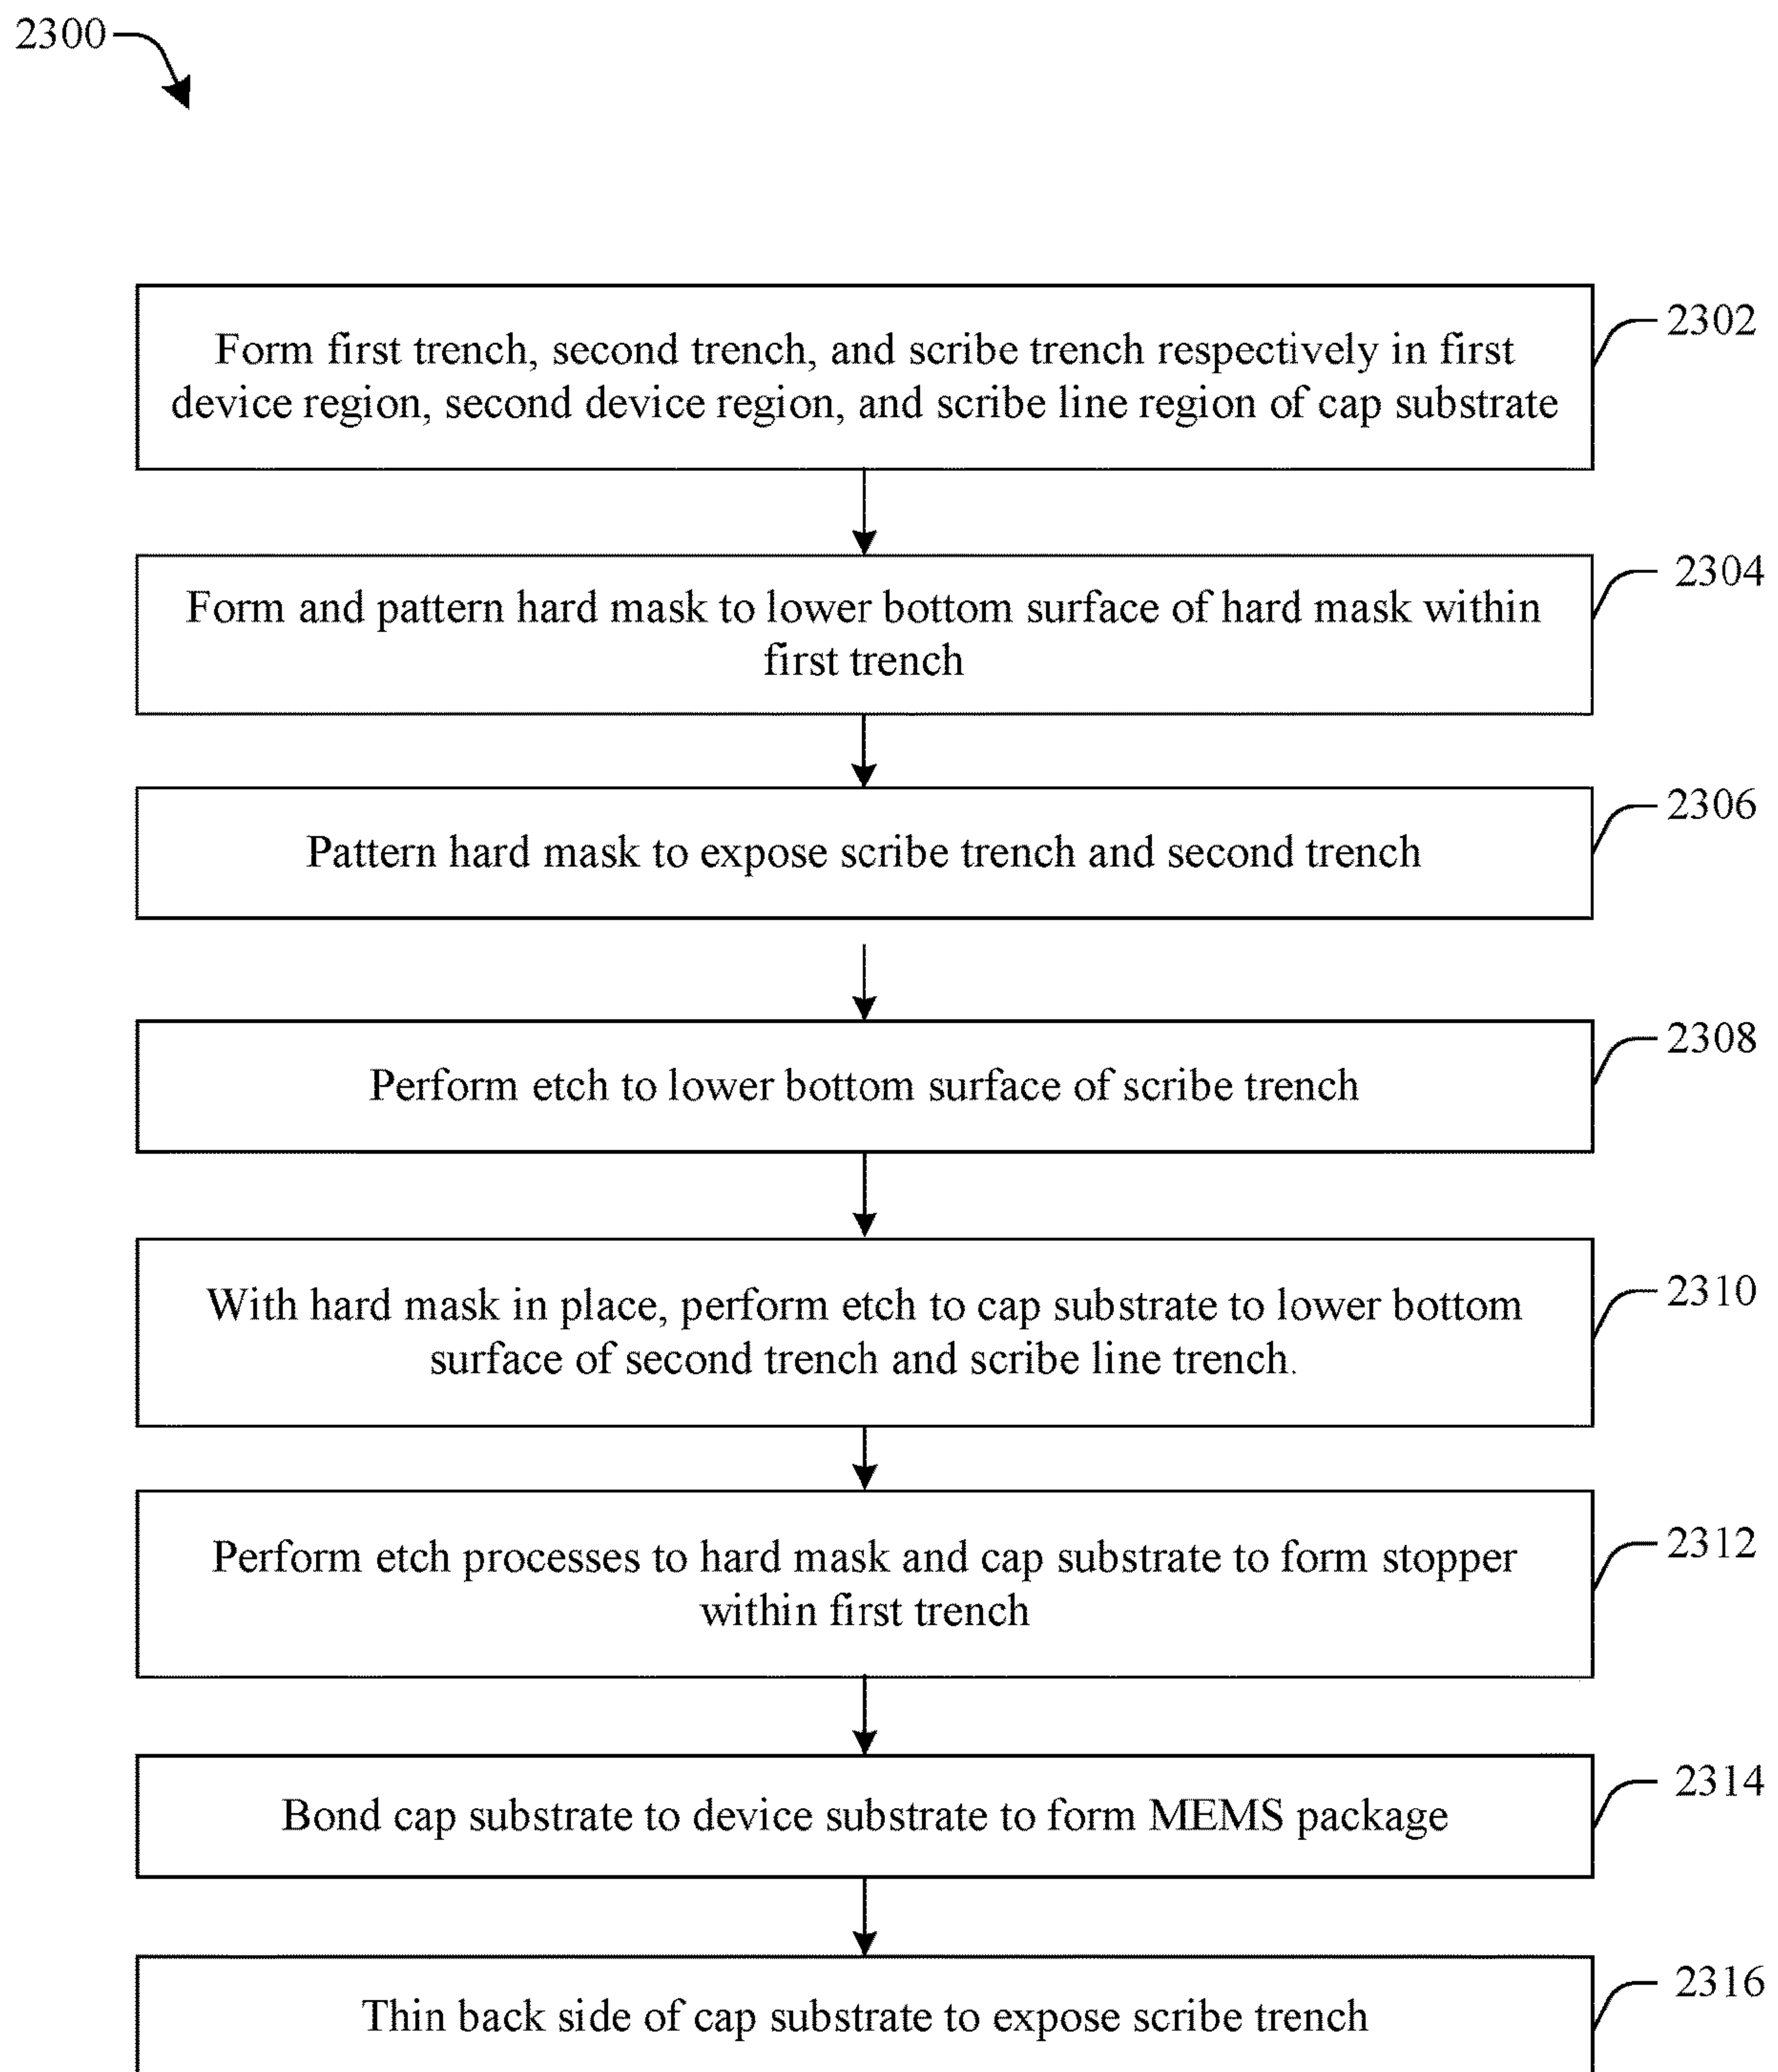 2300
Form first trench, second trench, and scribe trench respectively in first
device region, second device region, and scribe line region of cap substrate
2302
Form and pattern hard mask to lower bottom surface of hard mask within
first trench
2304
Pattern hard mask to expose scribe trench and second trench
2306
Perform etch to lower bottom surface of scribe trench
2308
With hard mask in place, perform etch to cap substrate to lower bottom
surface of second trench and scribe line trench.
2310
Perform etch processes to hard mask and cap substrate to form stopper
within first trench
2312
Bond cap substrate to device substrate to form MEMS package
2314
Thin back side of cap substrate to expose scribe trench
2316